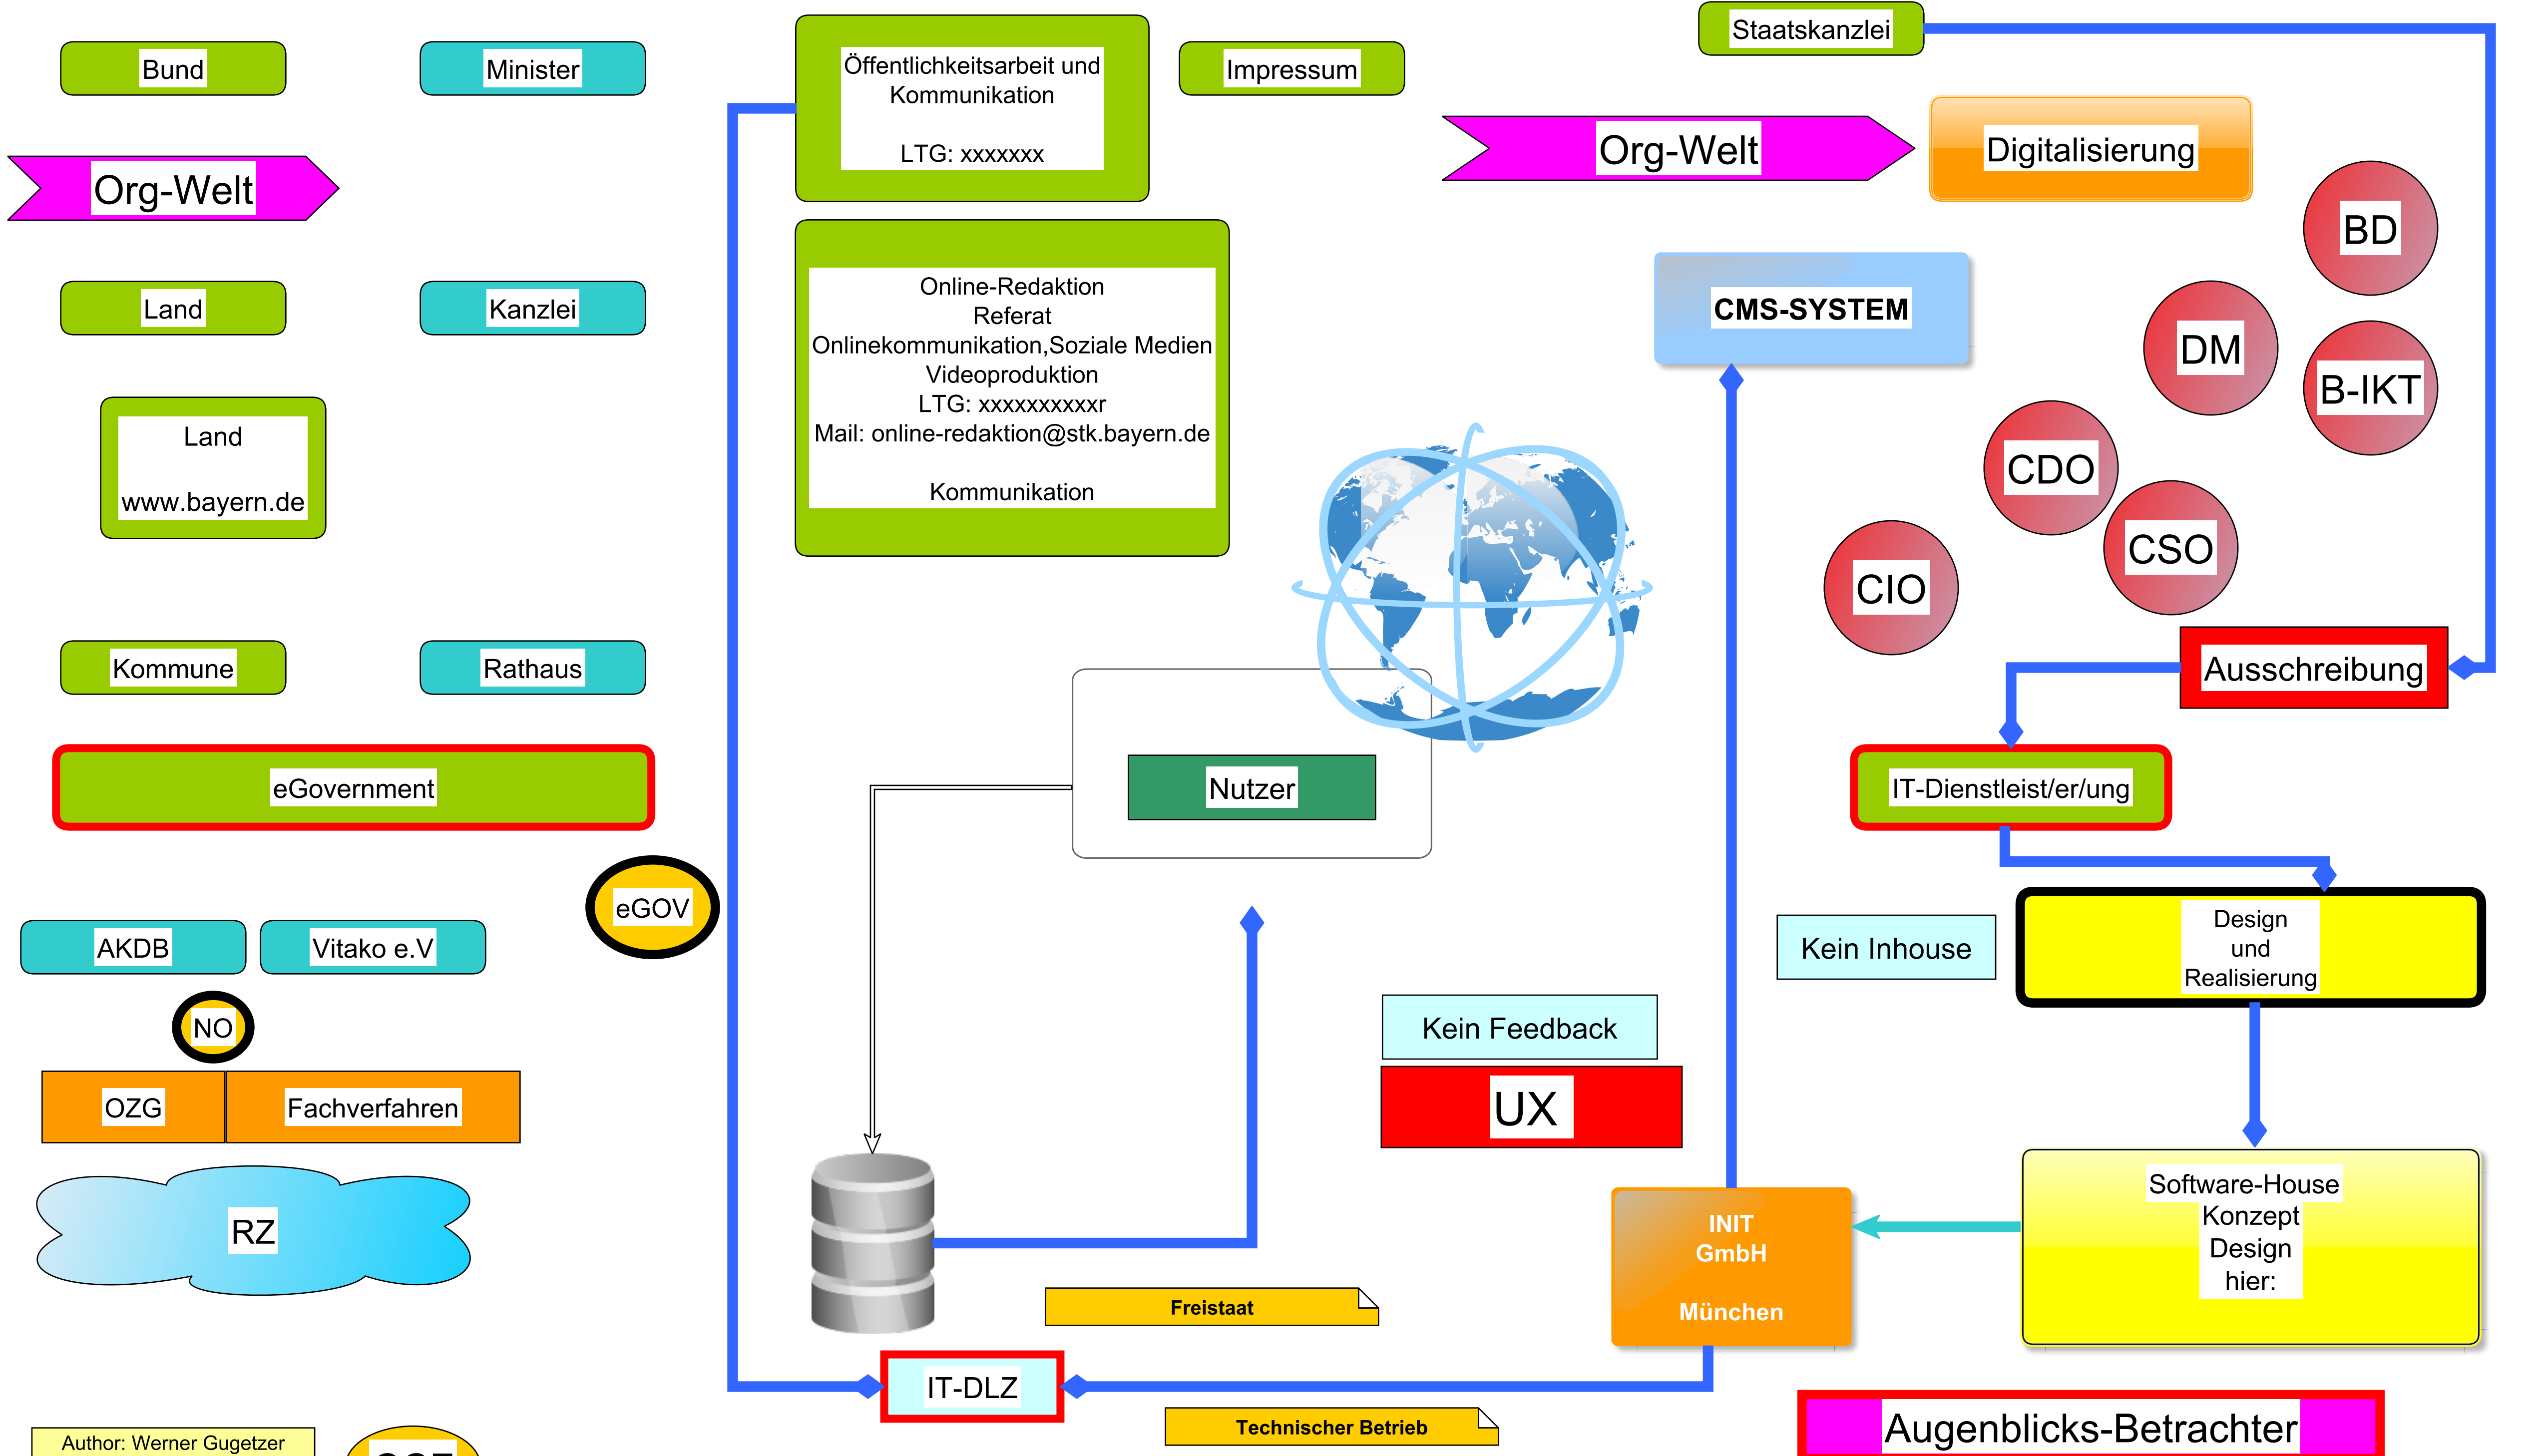 Bund
Minister
Öffentlichkeitsarbeit und
Kommunikation
LTG: xxxxxxx
Impressum
Staatskanzlei
Org-Welt
Org-Welt
Digitalisierung
BD
Land
Kanzlei
Online-Redaktion
Referat
Onlinekommunikation,Soziale Medien
Videoproduktion
LTG: xxxxxxxxxxr
Mail: online-redaktion@stk.bayern.de
Kommunikation
CMS-SYSTEM
DM
B-IKT
Land
www.bayern.de
CDO
CSO
CIO
Kommune
Rathaus
Ausschreibung
eGovernment
Nutzer
IT-Dienstleist/er/ung
eGOV
AKDB
Vitako e.V
Kein Inhouse
Design
und
Realisierung
NO
Kein Feedback
OZG
Fachverfahren
UX
RZ
Software-House
Konzept
Design
hier:
INIT
GmbH
München
Freistaat
IT-DLZ
Technischer Betrieb
Augenblicks-Betrachter
Author: Werner Gugetzer